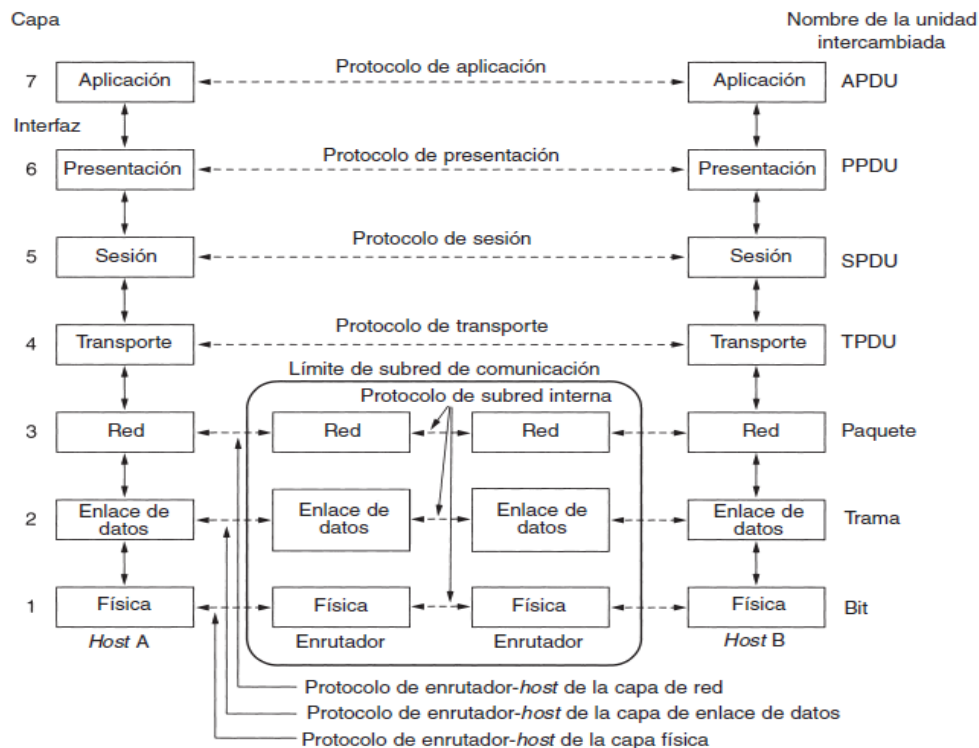 Capa
Nombre de la unidad
intercambiada
7
Aplicación
Protocolo de aplicación
Aplicación
APDU
Interfaz
6
Presentación
Protocolo de presentación
Presentación
PPDU
5
Sesión
Protocolo de sesión
Sesión
SPDU
4
Transporte
Protocolo de transporte
Transporte
TPDU
Límite de subred de comunicación
Protocolo de subred interna
3
Red
Red
Red
Red
Paquete
2
Enlace de
datos
Enlace de
datos
Enlace de
datos
Enlace de
datos
Trama
1
Física
Física
Física
Física
Bit
Host A
Enrutador
Enrutador
Host B
Protocolo de enrutador-host de la capa de red
Protocolo de enrutador-host de la capa de enlace de datos
Protocolo de enrutador-host de la capa física